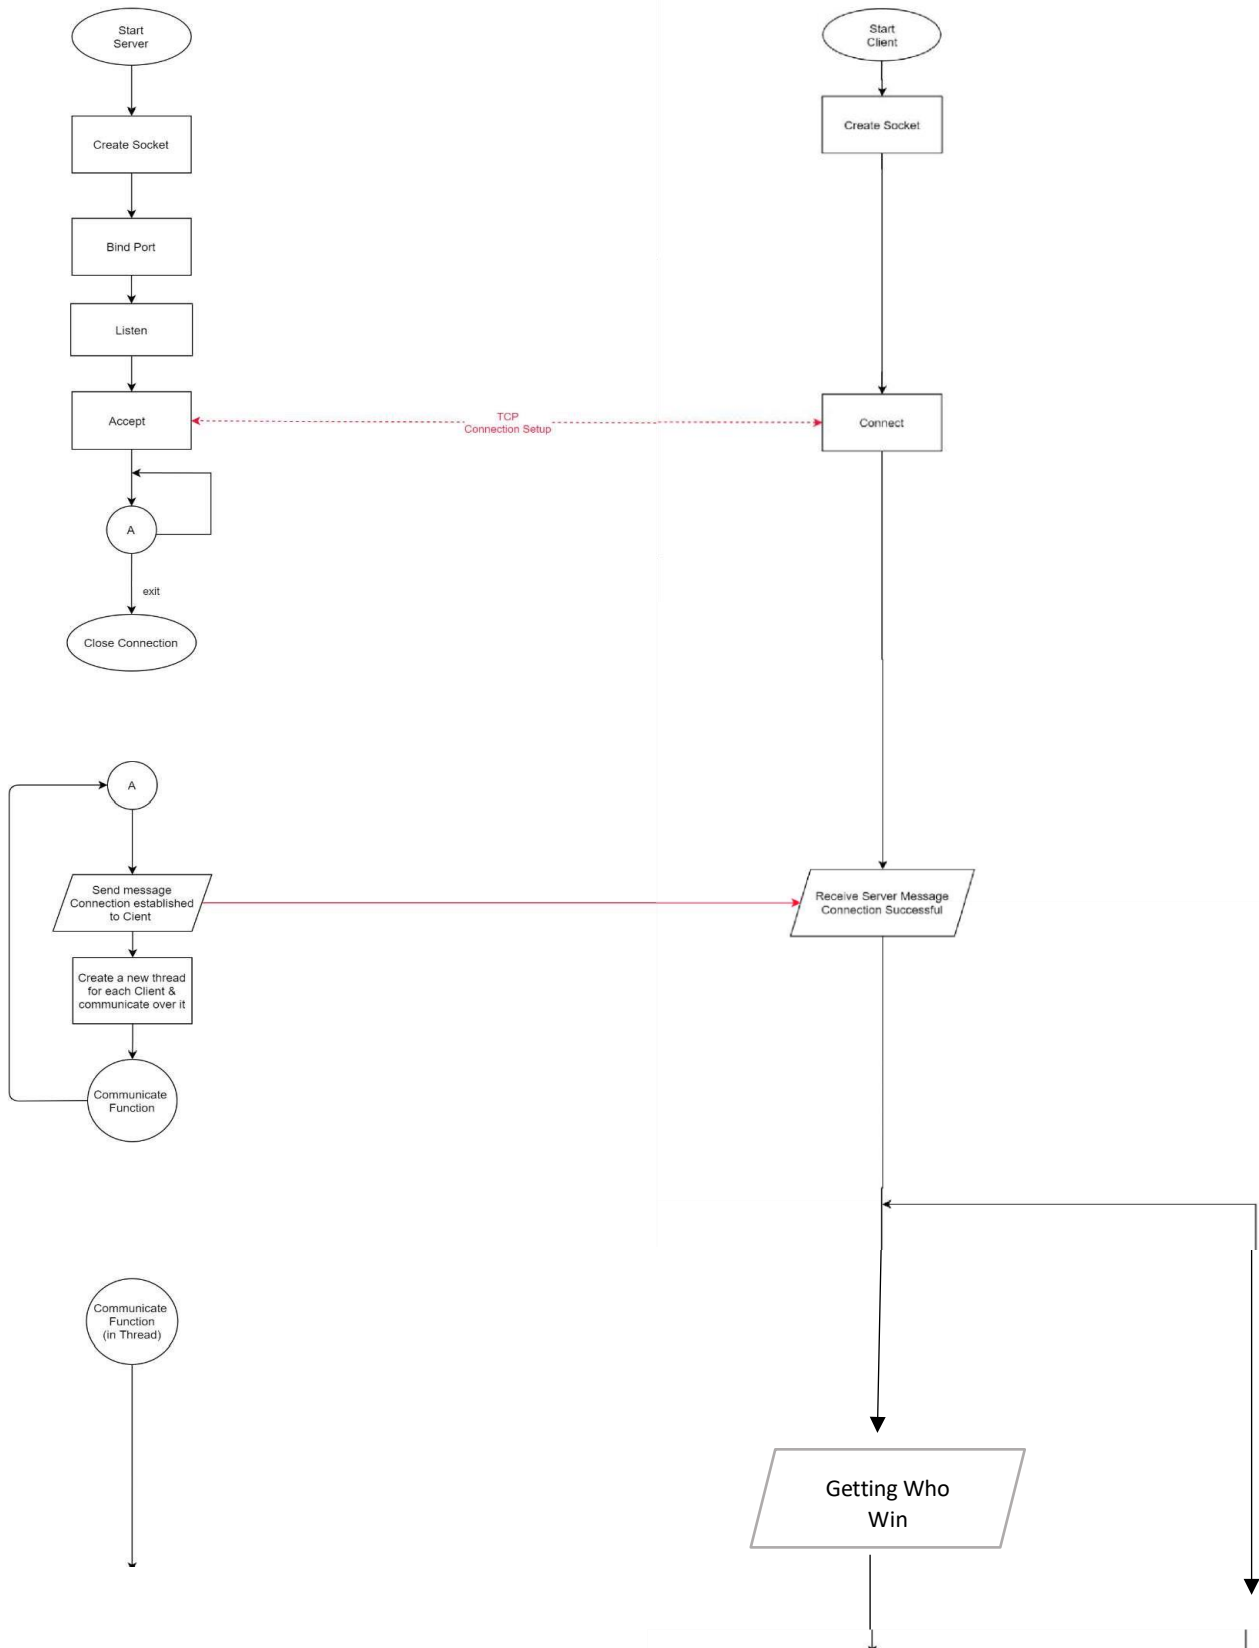 Start
Server
Create Socket
Bind Port
Listen
Accept
A
exit
Close Connection
A
Send message
Connection established
to Cient
Create a new thread
for each Client &
communicate over it
Communicate
Function
Communicate
Function
(in Thread)
TCP
Connection Setup
Start
Client
Create Socket
Connect
Receive Server Message
Connection Successful
Getting Who
Win